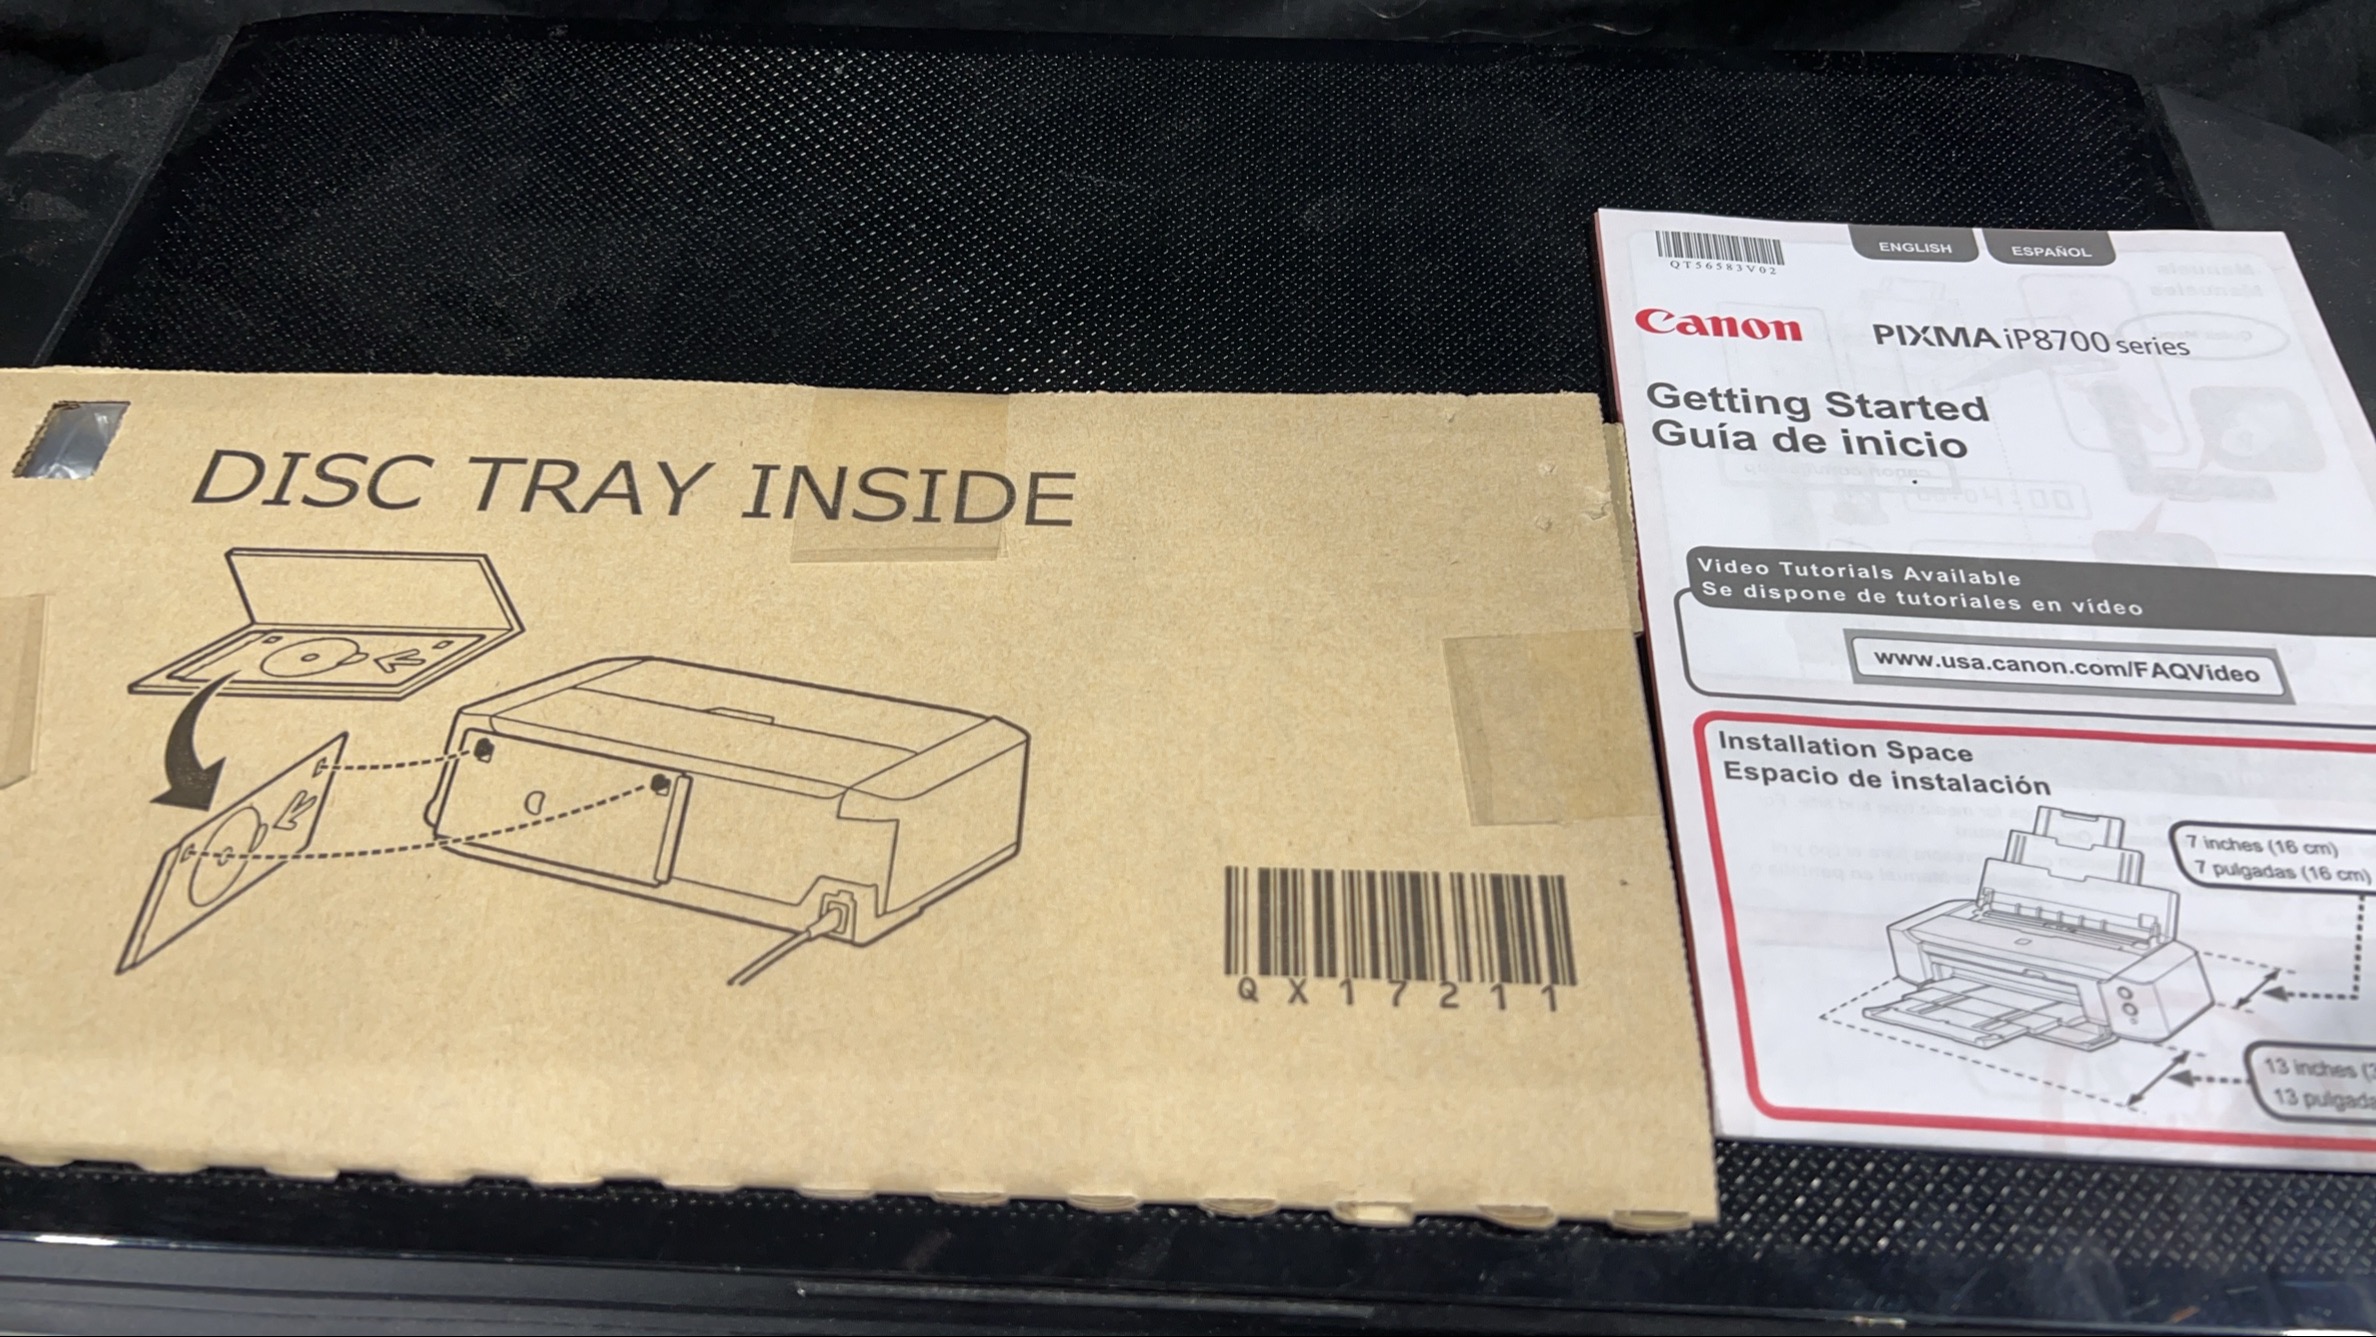 DISC TRAY INSIDE
QX17211
QT56583V02
ENGLISH
ESPAÑOL
Canon
PIXMA iP8700 series
Getting Started
Guía de inicio
Video Tutorials Available
Se dispone de tutoriales en vídeo
www.usa.canon.com/FAQVideo
Installation Space
Espacio de instalación
7 inches (16 cm)
7 pulgadas (16 cm)
13 inches
13